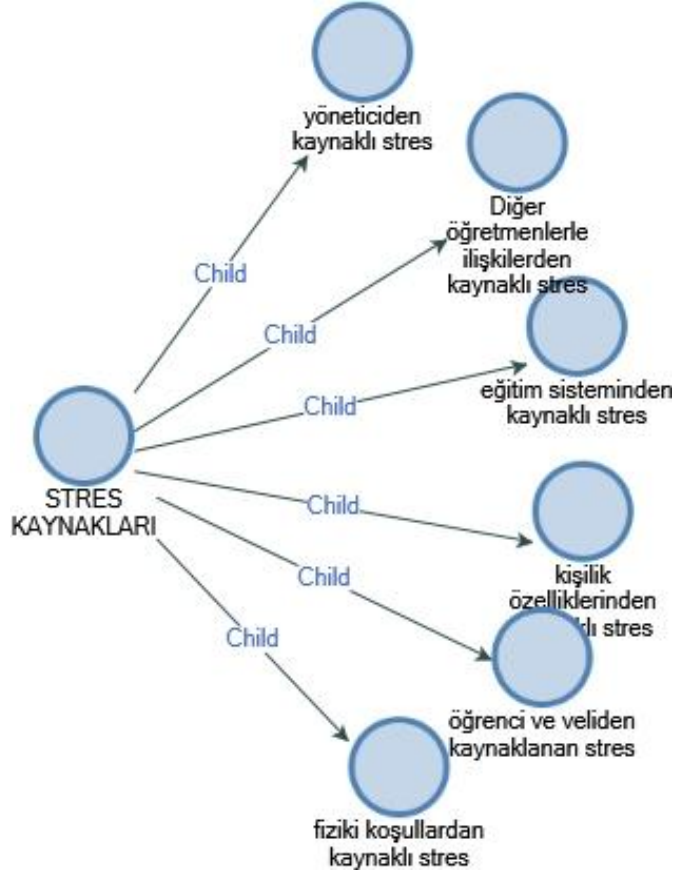 yöneticiden
kaynaklı stres
Diğer
öğretmenlerle
ilişkilerden
kaynaklı stres
Child
Child
eğitim sisteminden
kaynaklı stres
Child
STRES
KAYNAKLARI
Child
kişilik
özelliklerinden
stres
Child
Child
öğrenci ve veliden
kaynaklanan stres
fiziki koşullardan
kaynaklı stres